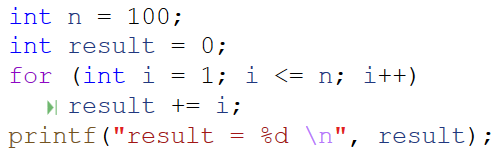 int n = 100;
int result = 0;
for (int i = 1; i <= n; i++)
result += i;
printf("result = %d \n", result);